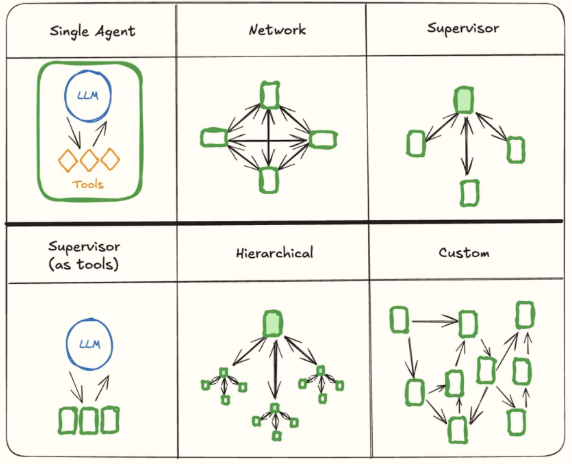 Single Agent
Network
Supervisor
LLM
Tools
Supervisor
(as tools)
Hierarchical
Custom
LLM